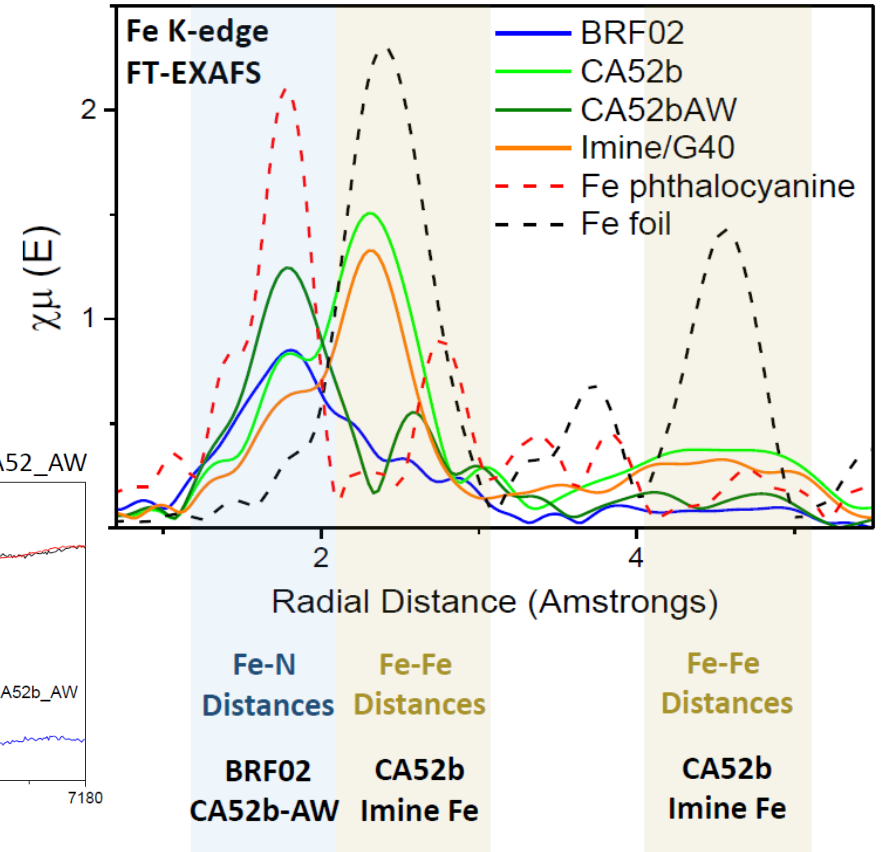 Fe K-edge
FT-EXAFS
BRF02
CA52b
CA52bAW
Imine/G40
Fe phthalocyanine
Fe foil
2
1
χμ (E)
2
4
Radial Distance (Amstrongs)
A52_AW
A52b_AW
7180
Fe-N
Distances
Fe-Fe
Distances
Fe-Fe
Distances
BRF02
CA52b-AW
CA52b
Imine Fe
CA52b
Imine Fe